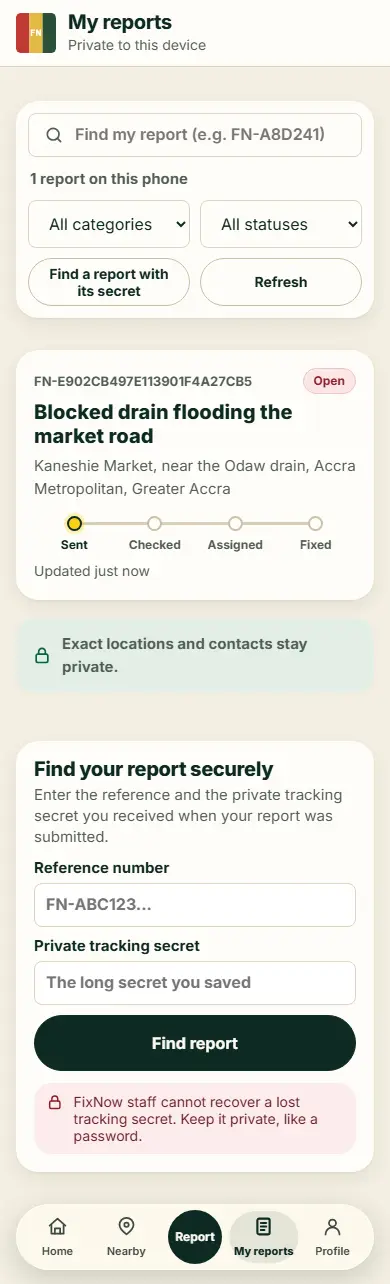 FN
My reports
Private to this device
Find my report (e.g. FN-A8D241)
1 report on this phone
All categories
All statuses
Find a report with
its secret
Refresh
FN-E902CB497E113901F4A27CB5
Open
Blocked drain flooding the
market road
Kaneshie Market, near the Odaw drain, Accra
Metropolitan, Greater Accra
Sent
Checked
Assigned
Fixed
Updated just now
Exact locations and contacts stay
private.
Find your report securely
Enter the reference and the private tracking
secret you received when your report was
submitted.
Reference number
FN-ABC123...
Private tracking secret
The long secret you saved
Find report
FixNow staff cannot recover a lost
tracking secret. Keep it private, like a
password.
Home
Nearby
Report
My reports
Profile